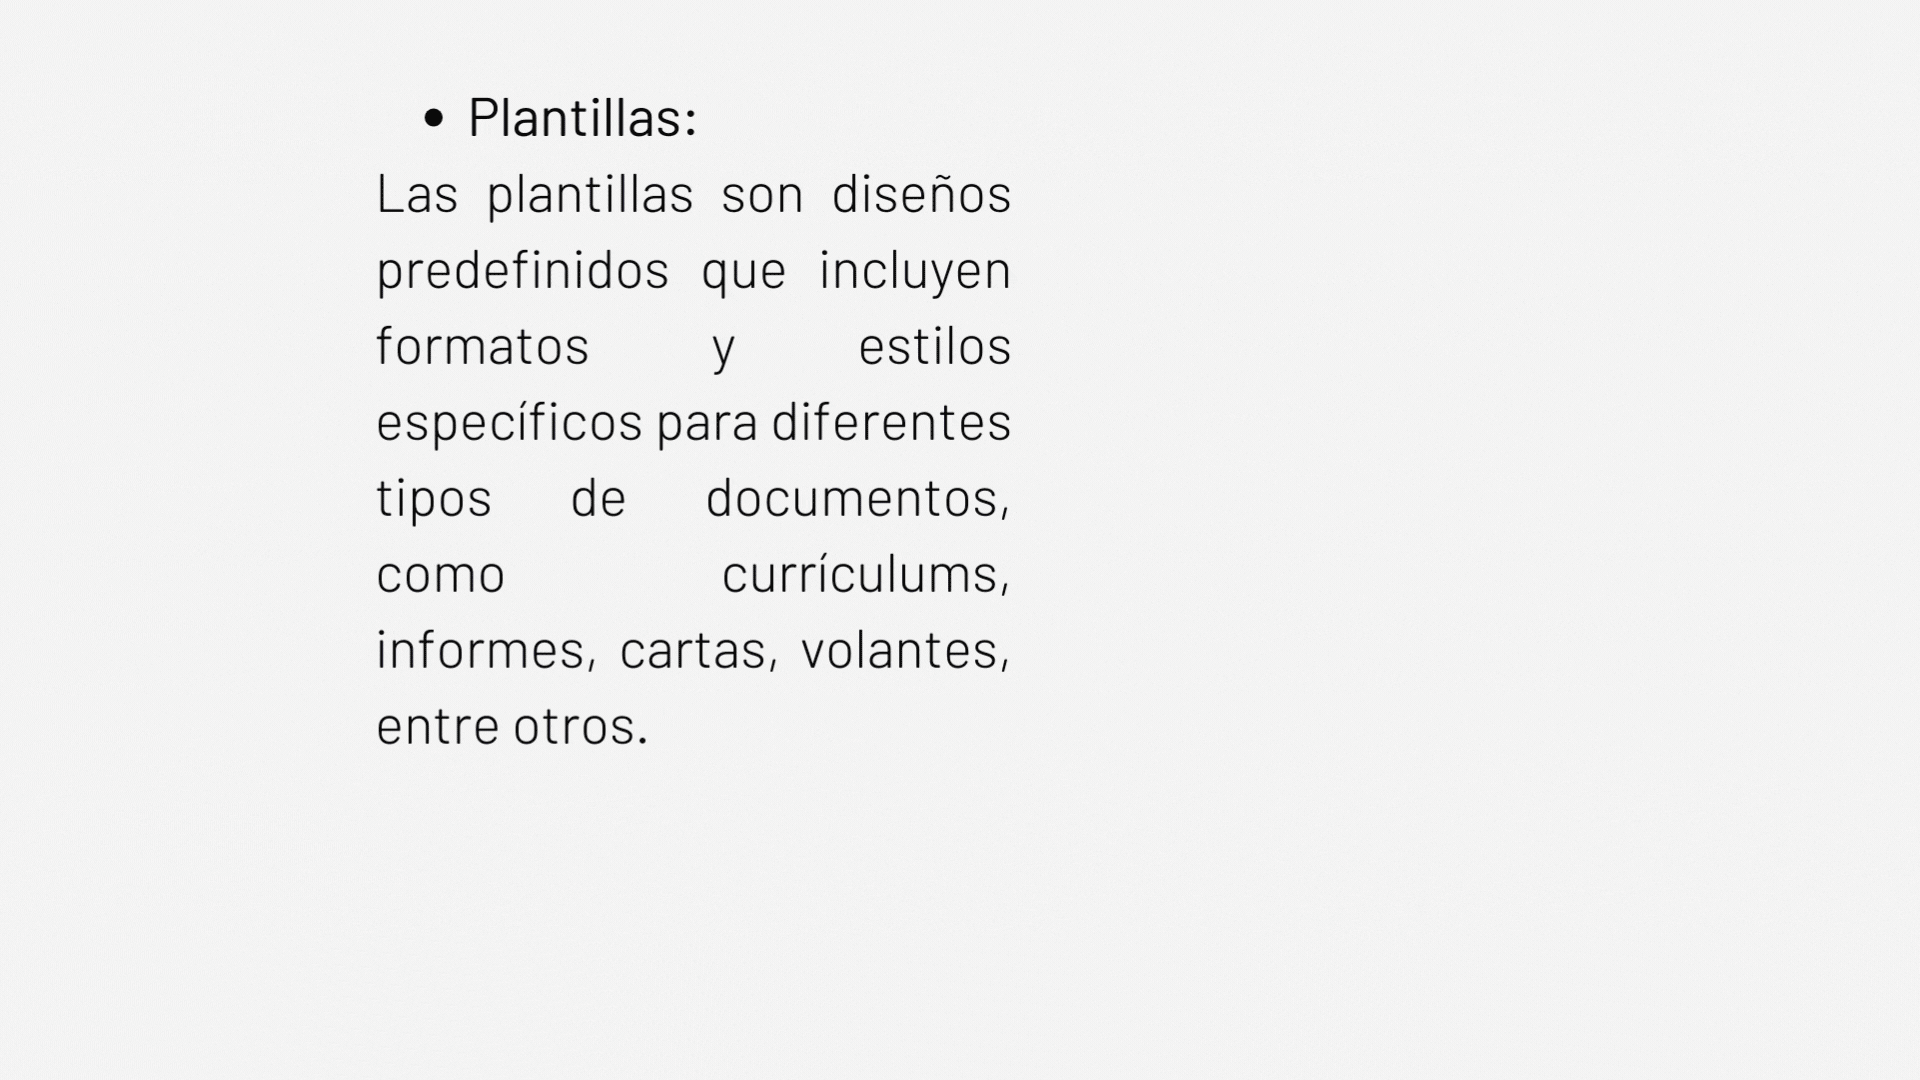 • Plantillas:
Las plantillas son diseños
predefinidos que incluyen
formatos y estilos
específicos para diferentes
tipos de documentos,
como currículums,
informes, cartas, volantes,
entre otros.